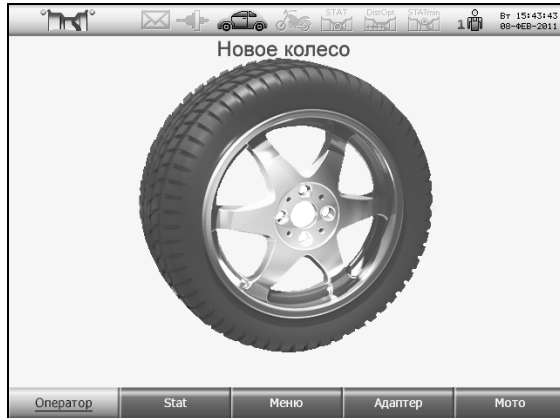 STAT DistOpt STATmin
1
Вт 15:43:43
08-ФЕВ-2011
Новое колесо
Оператор Stat Меню Адаптер Мото